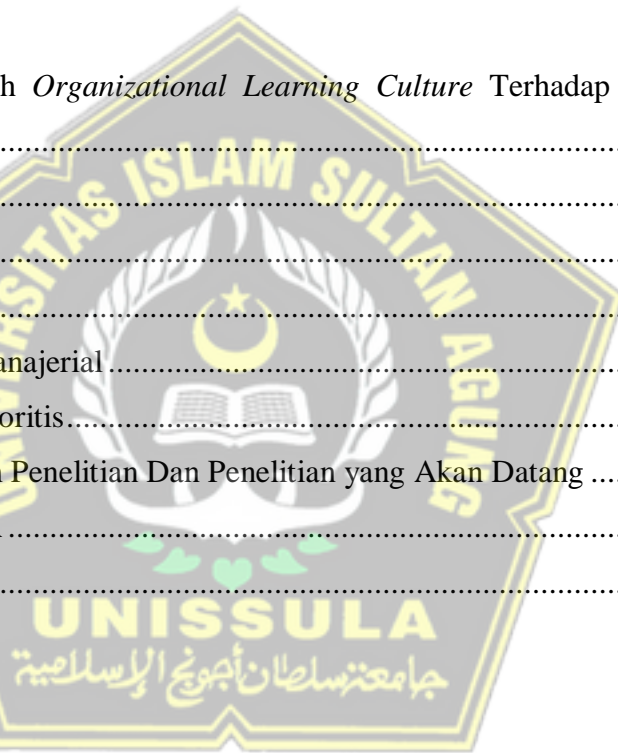 h Organizational Learning Culture Terhadap
....................................................................................
....................................................................................
....................................................................................
....................................................................................
anajerial....................................................................
oritis..........................................................................
n Penelitian Dan Penelitian yang Akan Datang .....
....................................................................................
....................................................................................
UNIVERSITAS ISLAM SULTAN AGUNG
UNISSULA
جامعة سلطان أجونج الإسلامية